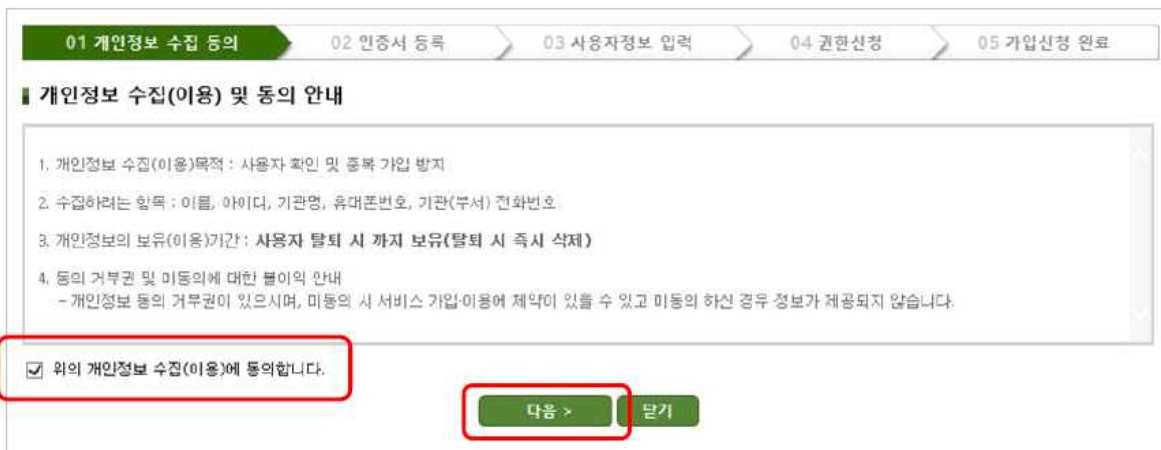 01 개인정보 수집 동의
02 인증서 등록
03 사용자정보 입력
04 권한신청
05 가입신청 완료
개인정보 수집(이용) 및 동의 안내
1. 개인정보 수집(이용)목적 : 사용자 확인 및 중복 가입 방지
2. 수집하려는 항목 : 이름, 아이디, 기관명, 휴대폰번호, 기관(부서) 전화번호
3. 개인정보의 보유(이용)기간 : 사용자 탈퇴 시 까지 보유(탈퇴 시 즉시 삭제)
4. 동의 거부권 및 미동의에 대한 불이익 안내
- 개인정보 동의 거부권이 있으시며, 미동의 시 서비스 가입·이용에 제약이 있을 수 있고 미동의 하신 경우 정보가 제공되지 않습니다.
위의 개인정보 수집(이용)에 동의합니다.
다음 >
닫기